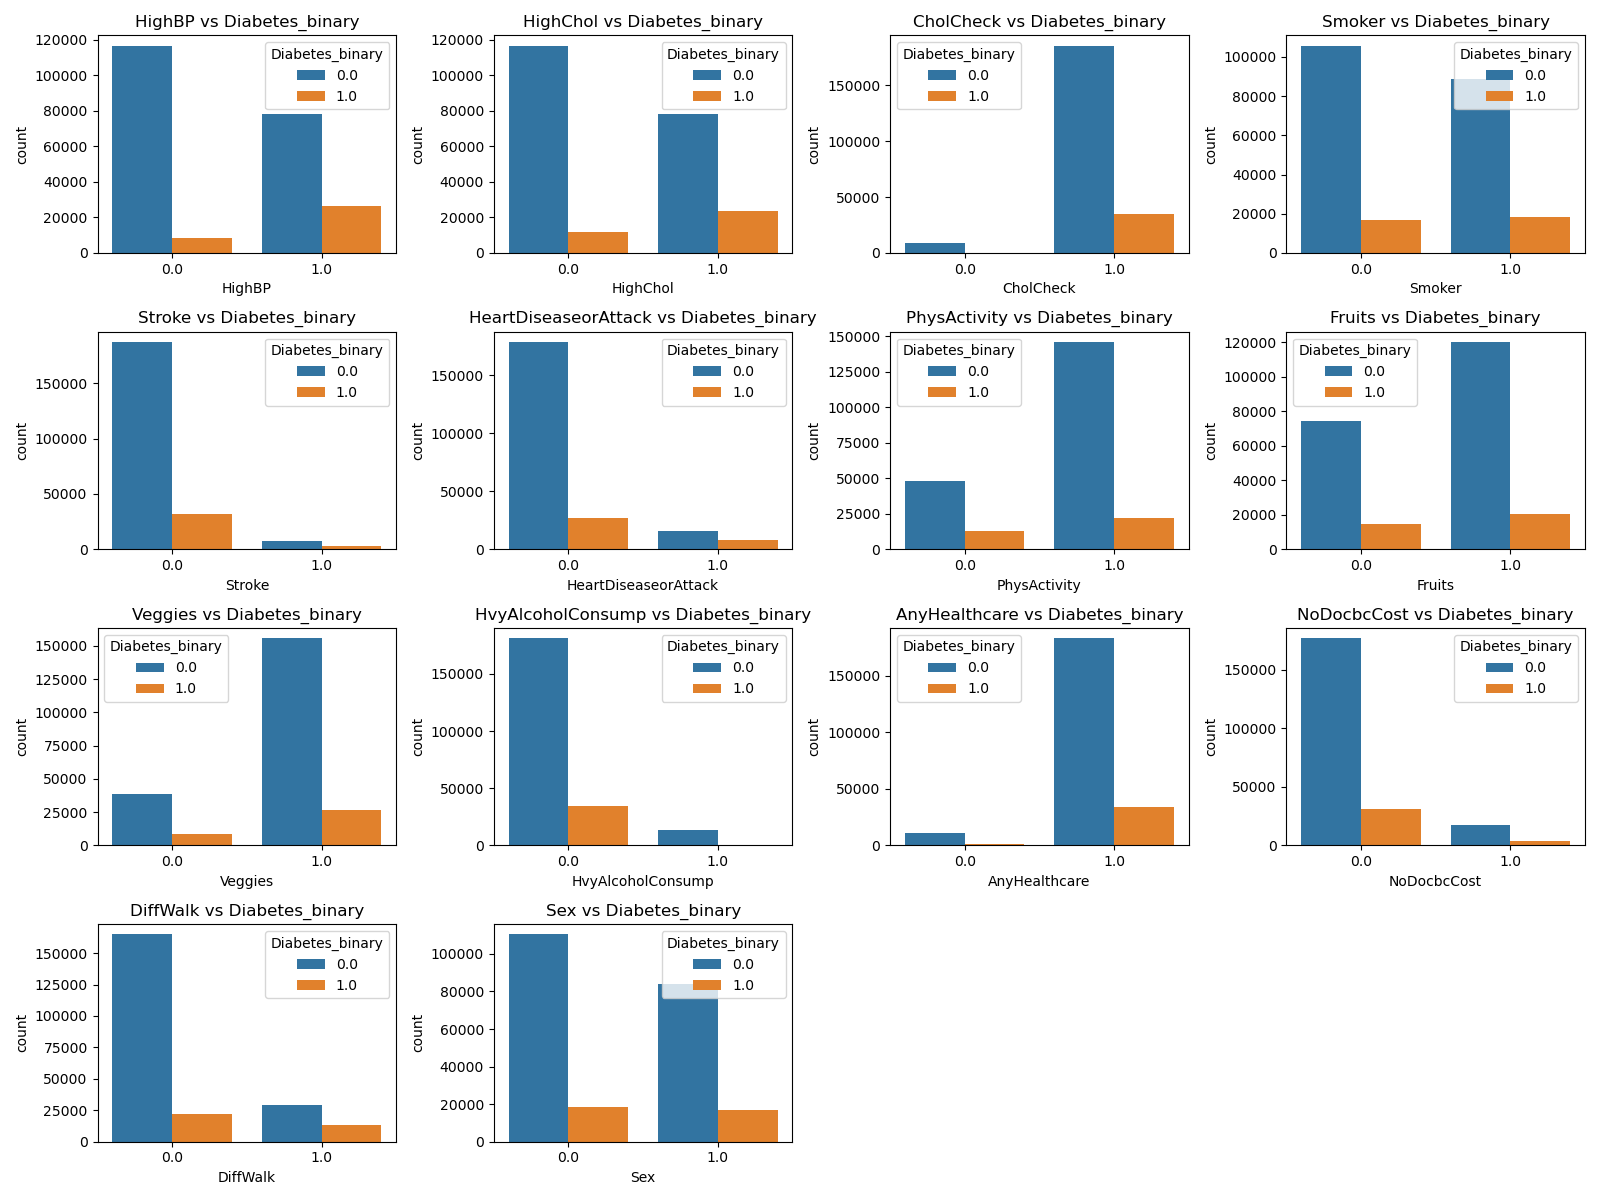 HighBP vs Diabetes_binary
120000
100000
80000
60000
40000
20000
0
count
Diabetes_binary
0.0
1.0
0.0 1.0
HighBP
HighChol vs Diabetes_binary
120000
100000
80000
60000
40000
20000
0
count
Diabetes_binary
0.0
1.0
0.0 1.0
HighChol
CholCheck vs Diabetes_binary
150000
100000
50000
0
count
Diabetes_binary
0.0
1.0
0.0 1.0
CholCheck
Smoker vs Diabetes_binary
100000
80000
60000
40000
20000
0
count
Diabetes_binary
0.0
1.0
0.0 1.0
Smoker
Stroke vs Diabetes_binary
150000
100000
50000
0
count
Diabetes_binary
0.0
1.0
0.0 1.0
Stroke
HeartDiseaseorAttack vs Diabetes_binary
150000
100000
50000
0
count
Diabetes_binary
0.0
1.0
0.0 1.0
HeartDiseaseorAttack
PhysActivity vs Diabetes_binary
150000
125000
100000
75000
50000
25000
0
count
Diabetes_binary
0.0
1.0
0.0 1.0
PhysActivity
Fruits vs Diabetes_binary
120000
100000
80000
60000
40000
20000
0
count
Diabetes_binary
0.0
1.0
0.0 1.0
Fruits
Veggies vs Diabetes_binary
150000
125000
100000
75000
50000
25000
0
count
Diabetes_binary
0.0
1.0
0.0 1.0
Veggies
HvyAlcoholConsump vs Diabetes_binary
150000
100000
50000
0
count
Diabetes_binary
0.0
1.0
0.0 1.0
HvyAlcoholConsump
AnyHealthcare vs Diabetes_binary
150000
100000
50000
0
count
Diabetes_binary
0.0
1.0
0.0 1.0
AnyHealthcare
NoDocbcCost vs Diabetes_binary
150000
100000
50000
0
count
Diabetes_binary
0.0
1.0
0.0 1.0
NoDocbcCost
DiffWalk vs Diabetes_binary
150000
125000
100000
75000
50000
25000
0
count
Diabetes_binary
0.0
1.0
0.0 1.0
DiffWalk
Sex vs Diabetes_binary
100000
80000
60000
40000
20000
0
count
Diabetes_binary
0.0
1.0
0.0 1.0
Sex